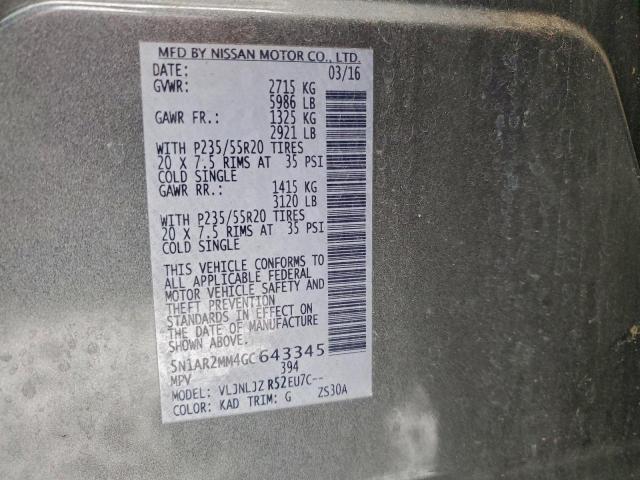 MFD BY NISSAN MOTOR CO., LTD.
DATE: 03/16
GVWR: 2715 KG
5986 LB
GAWR FR.: 1325 KG
2921 LB
WITH P235/55R20 TIRES
20 X 7.5 RIMS AT 35 PSI
COLD SINGLE
GAWR RR.: 1415 KG
3120 LB
WITH P235/55R20 TIRES
20 X 7.5 RIMS AT 35 PSI
COLD SINGLE
THIS VEHICLE CONFORMS TO
ALL APPLICABLE FEDERAL
MOTOR VEHICLE SAFETY AND
THEFT PREVENTION
STANDARDS IN EFFECT ON
THE DATE OF MANUFACTURE
SHOWN ABOVE.
5N1AR2MM4GC643345
MPV 394
MODEL: VLJNLJZ R52EU7C--
COLOR: KAD TRIM: G ZS30A